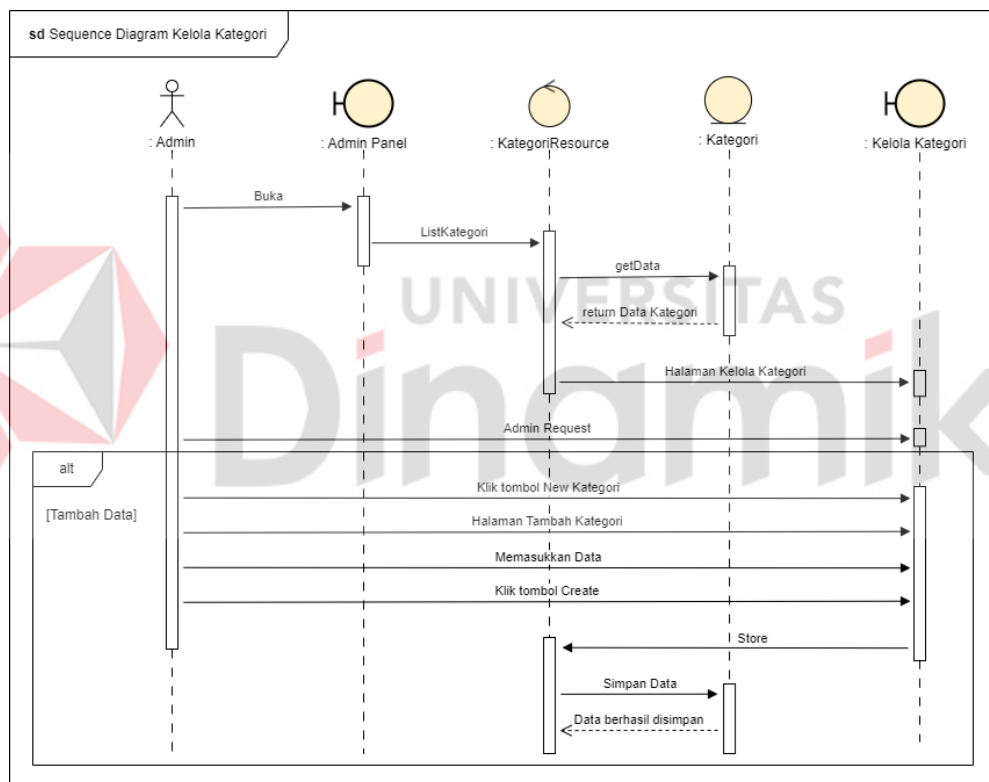 sd Sequence Diagram Kelola Kategori
: Admin
: Admin Panel
: KategoriResource
: Kategori
: Kelola Kategori
Buka
ListKategori
getData
return Data Kategori
UNIVERSITAS
Dinamik
Halaman Kelola Kategori
Admin Request
alt
[Tambah Data]
Klik tombol New Kategori
Halaman Tambah Kategori
Memasukkan Data
Klik tombol Create
Store
Simpan Data
Data berhasil disimpan